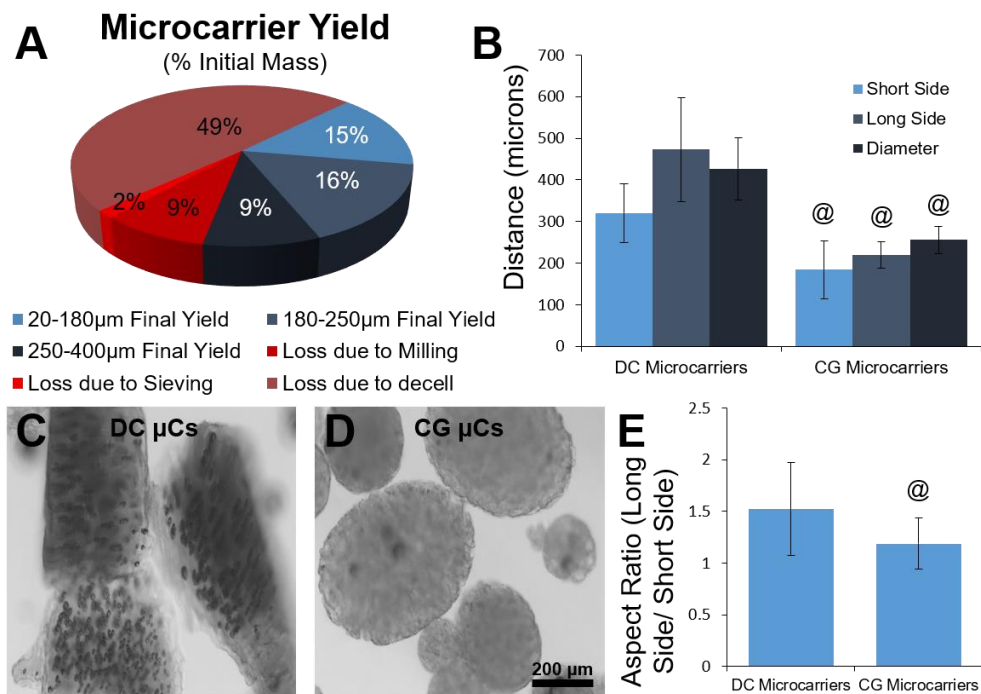 A
Microcarrier Yield
(% Initial Mass)
49%
15%
16%
9%
9%
2%
20-180µm Final Yield
180-250µm Final Yield
250-400µm Final Yield
Loss due to Milling
Loss due to Sieving
Loss due to decell
B
Distance (microns)
700
600
500
400
300
200
100
0
Short Side
Long Side
Diameter
@
@
@
DC Microcarriers
CG Microcarriers
C
DC µCs
D
CG µCs
200 µm
E
Aspect Ratio (Long
Side/ Short Side)
2.5
2
1.5
1
0.5
0
@
DC Microcarriers
CG Microcarriers